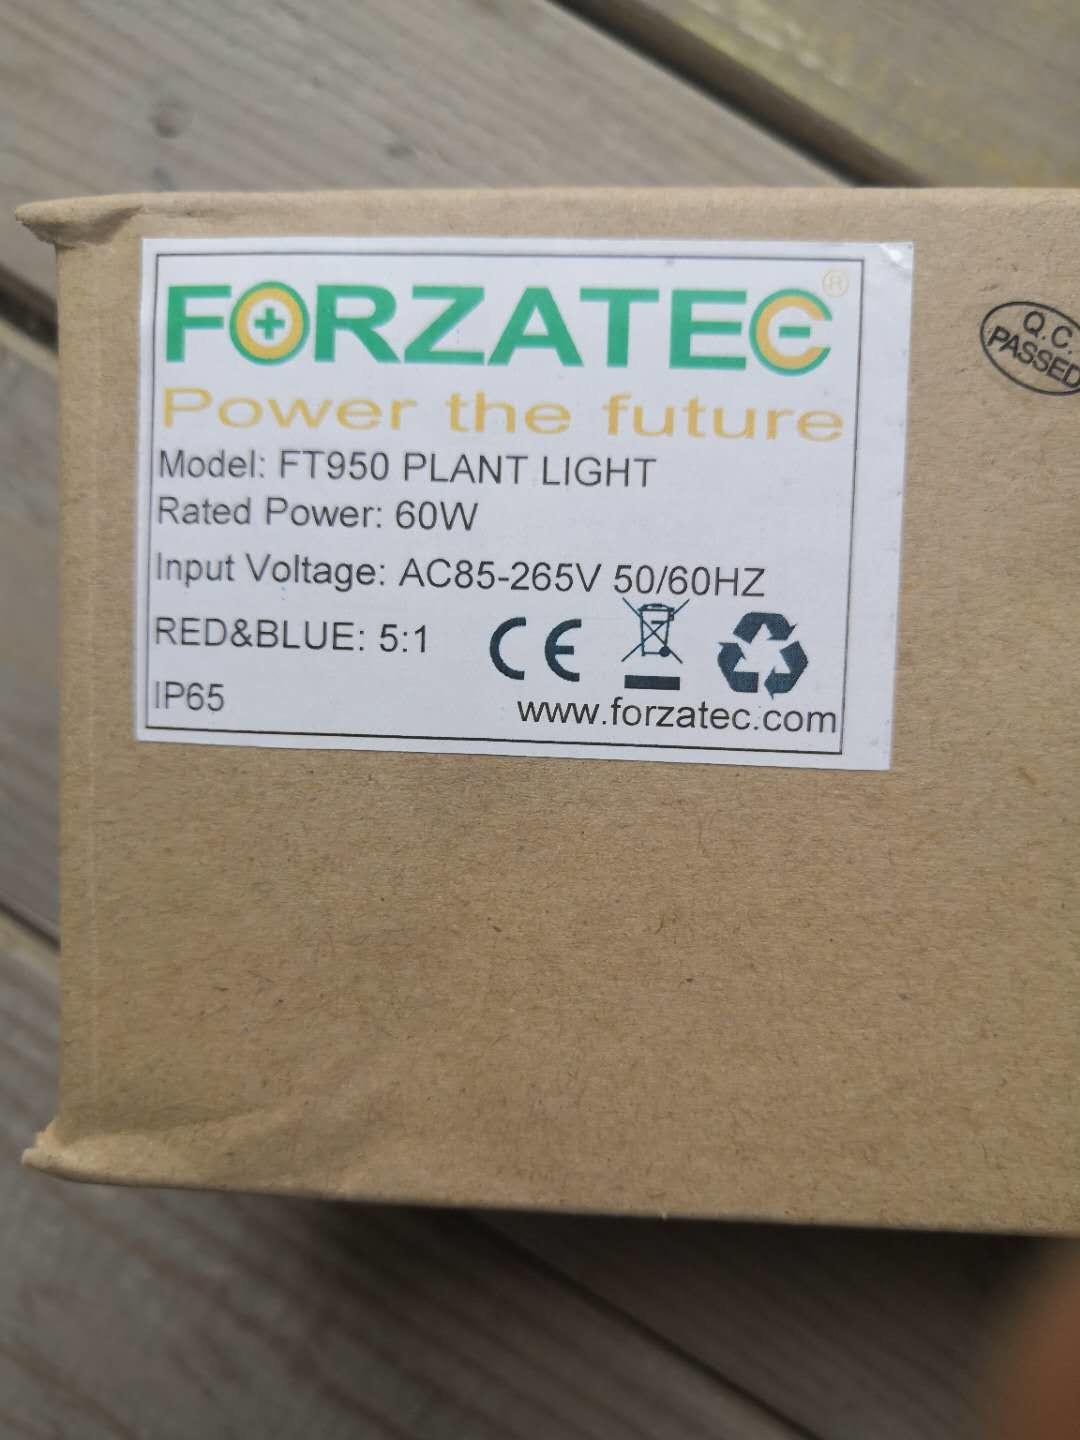 FORZATEC®
Power the future
Model: FT950 PLANT LIGHT
Rated Power: 60W
Input Voltage: AC85-265V 50/60HZ
RED&BLUE: 5:1
CE
IP65
www.forzatec.com
Q.C.
PASSED